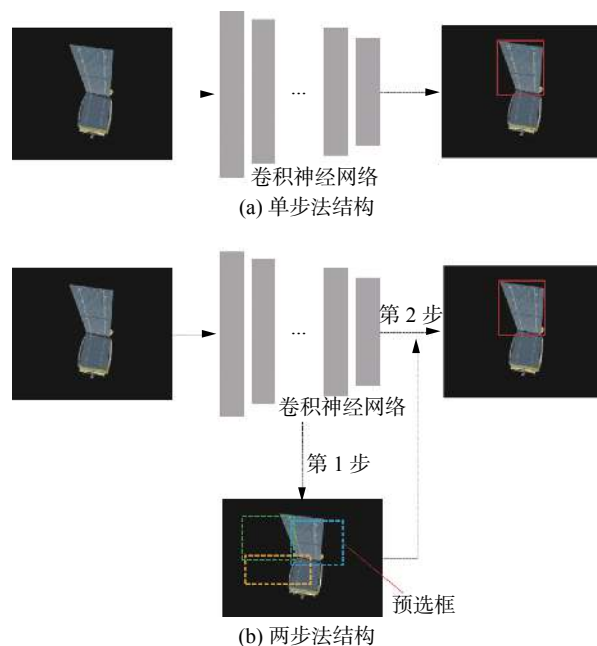 ...
卷积神经网络
(a) 单步法结构
第 2 步
...
卷积神经网络
第 1 步
预选框
(b) 两步法结构